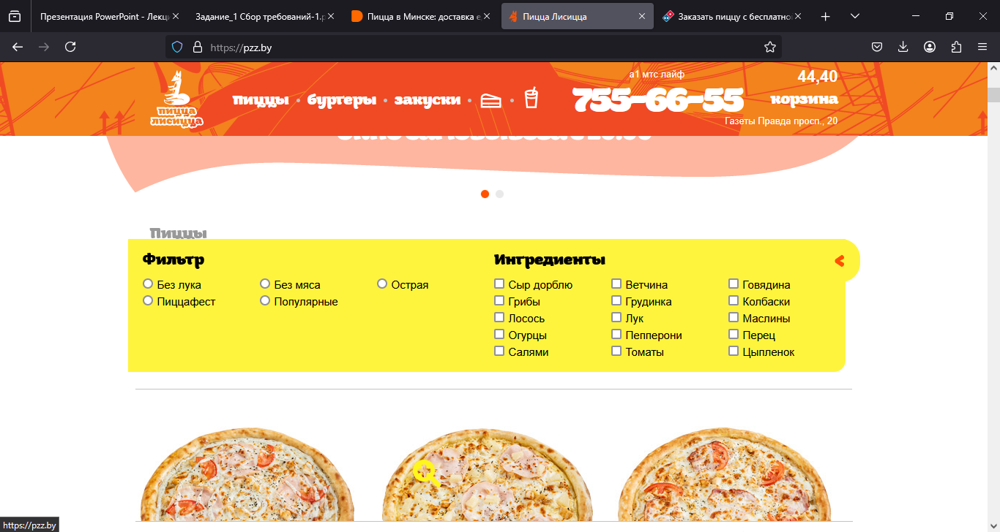 Презентация PowerPoint - Лекц
Задание_1 Сбор требований-1.p
Пицца в Минске: доставка е
Пицца Лисицца
Заказать пиццу с бесплатно
https://pzz.by
пицца
лисицца
пиццы • бургеры • закуски
а1 мтс лайф
755-66-55
44,40
корзина
Газеты Правда просп., 20
Пиццы
Фильтр
Без лука
Без мяса
Острая
Пиццафест
Популярные
Ингредиенты
Сыр дорблю
Ветчина
Говядина
Грибы
Грудинка
Колбаски
Лосось
Лук
Маслины
Огурцы
Пепперони
Перец
Салями
Томаты
Цыпленок
https://pzz.by